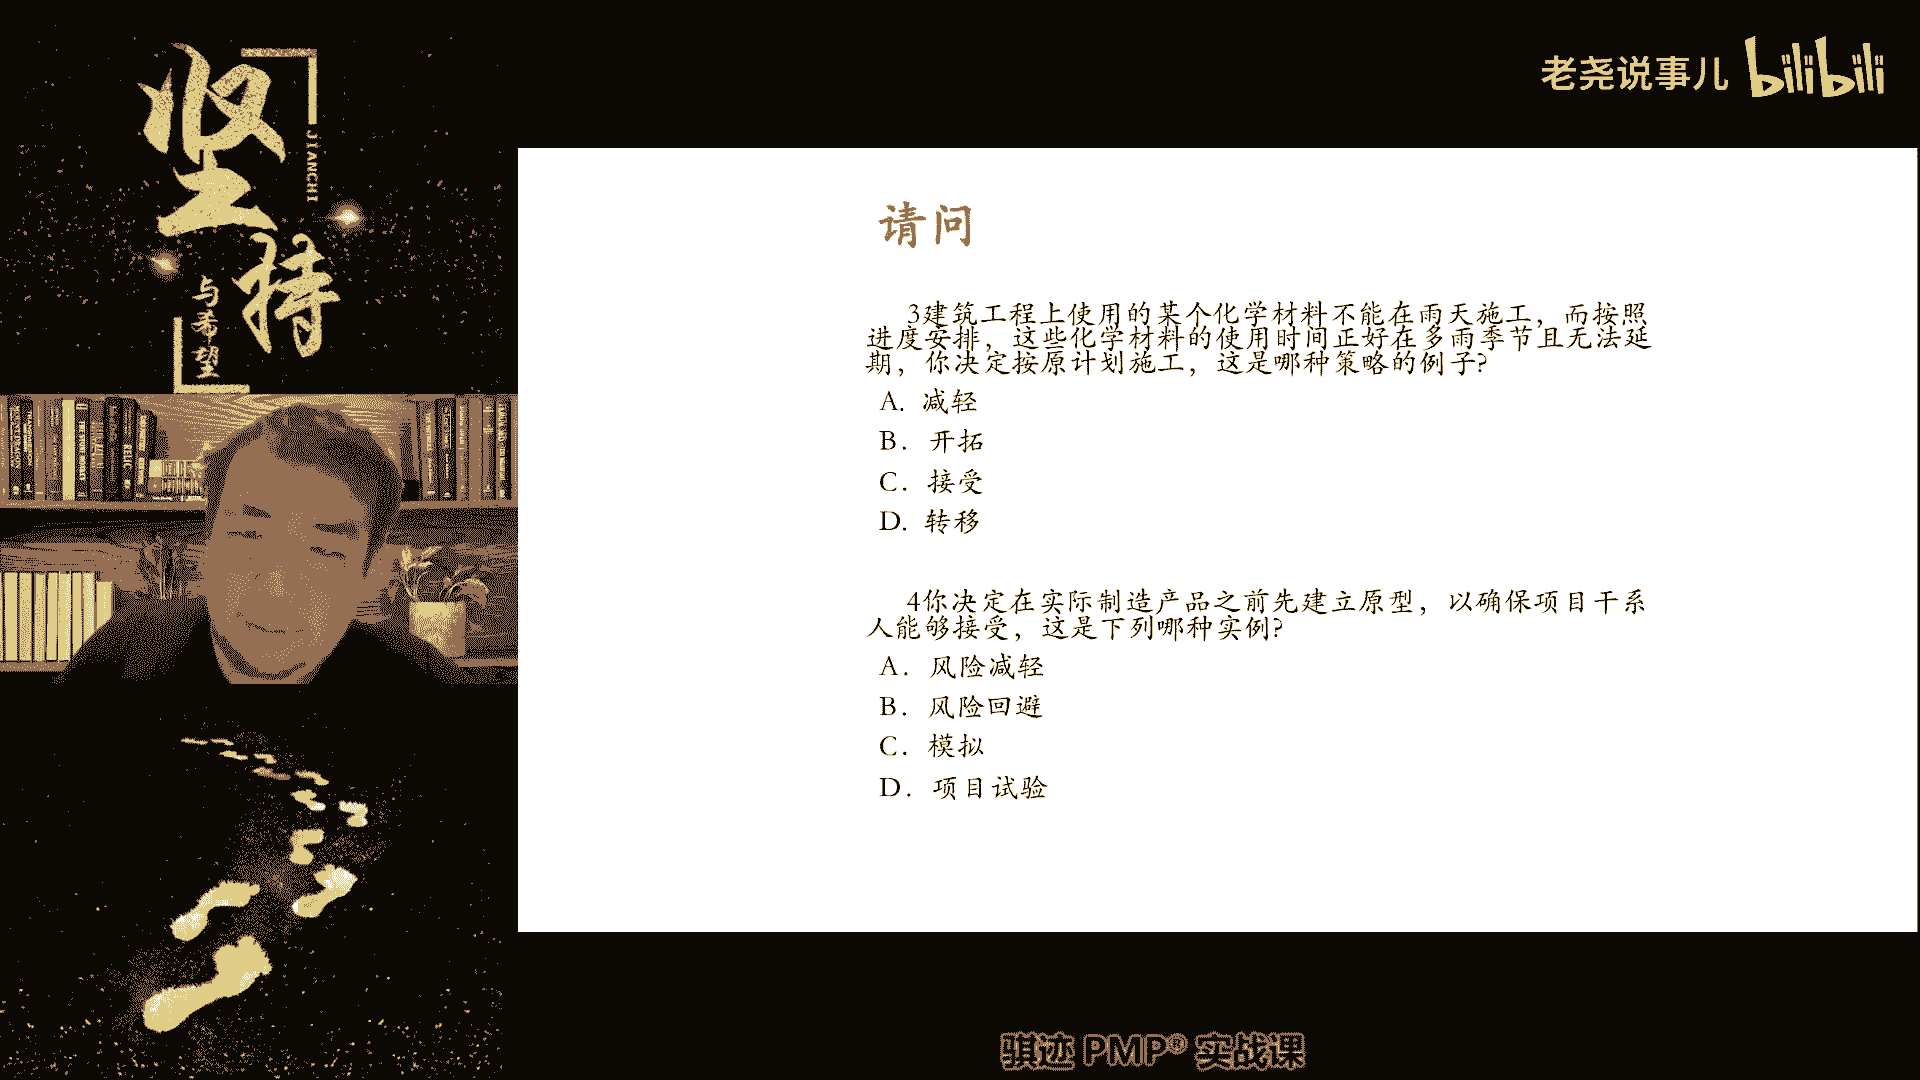 坚持
JIANCHI
与希望
老尧说事儿 bilibili
请问
3建筑工程上使用的某个化学材料不能在雨天施工，而按照
进度安排，这些化学材料的使用时间正好在多雨季节且无法延
期，你决定按原计划施工，这是哪种策略的例子?
A. 减轻
B. 开拓
C. 接受
D. 转移
4你决定在实际制造产品之前先建立原型，以确保项目干系
人能够接受，这是下列哪种实例?
A. 风险减轻
B. 风险回避
C. 模拟
D. 项目试验
骐迹 PMP® 实战课